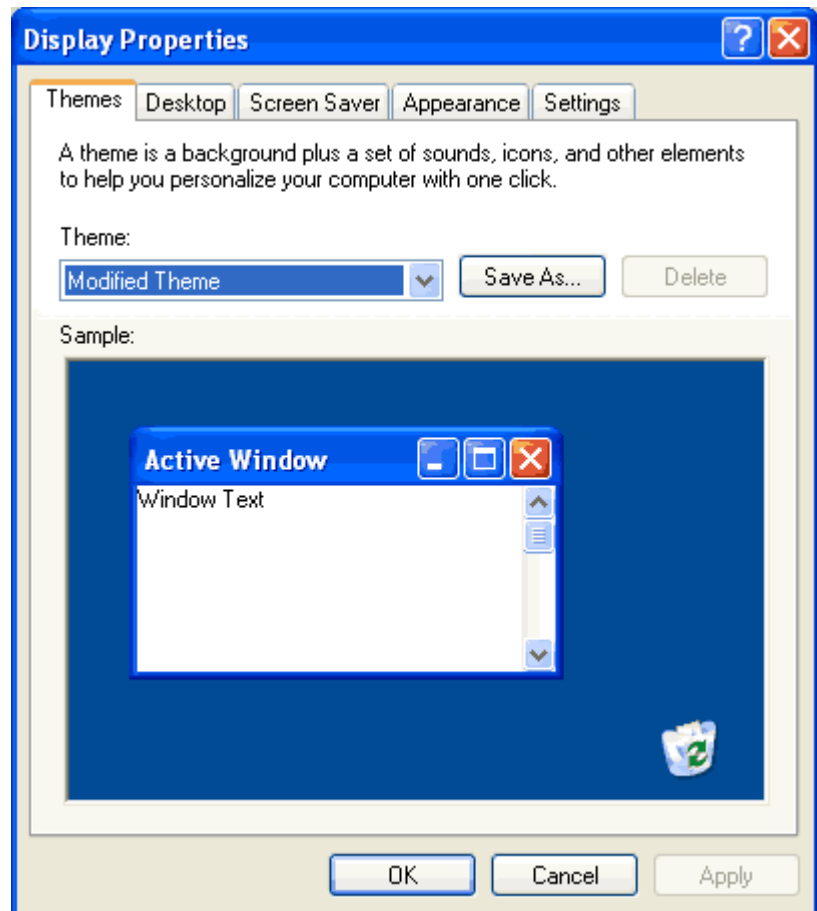 Display Properties
Themes Desktop Screen Saver Appearance Settings
A theme is a background plus a set of sounds, icons, and other elements
to help you personalize your computer with one click.
Theme:
Modified Theme Save As... Delete
Sample:
Active Window
Window Text
OK Cancel Apply